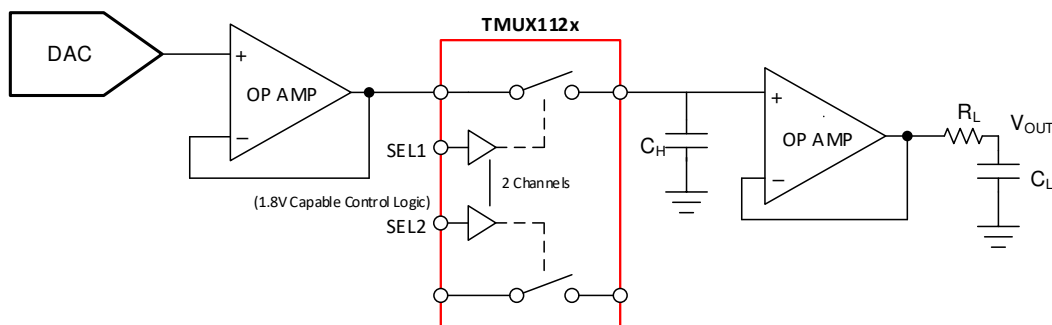 TMUX112x
DAC
+
OP AMP
−
SEL1
2 Channels
(1.8V Capable Control Logic)
SEL2
C_H
+
OP AMP
−
R_L
V_OUT
C_L